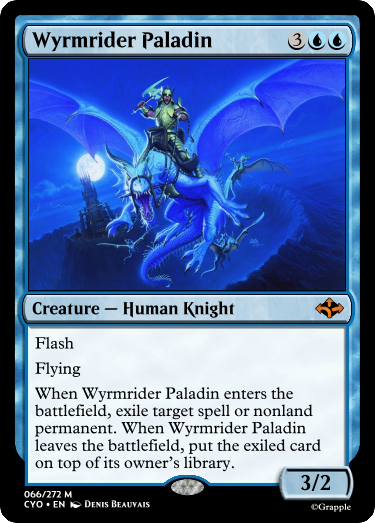 Wyrmrider Paladin 3
Creature — Human Knight
Flash
Flying
When Wyrmrider Paladin enters the
battlefield, exile target spell or nonland
permanent. When Wyrmrider Paladin
leaves the battlefield, put the exiled card
on top of its owner's library.
3/2
066/272 M
CYO • EN Denis Beauvais
©Grapple